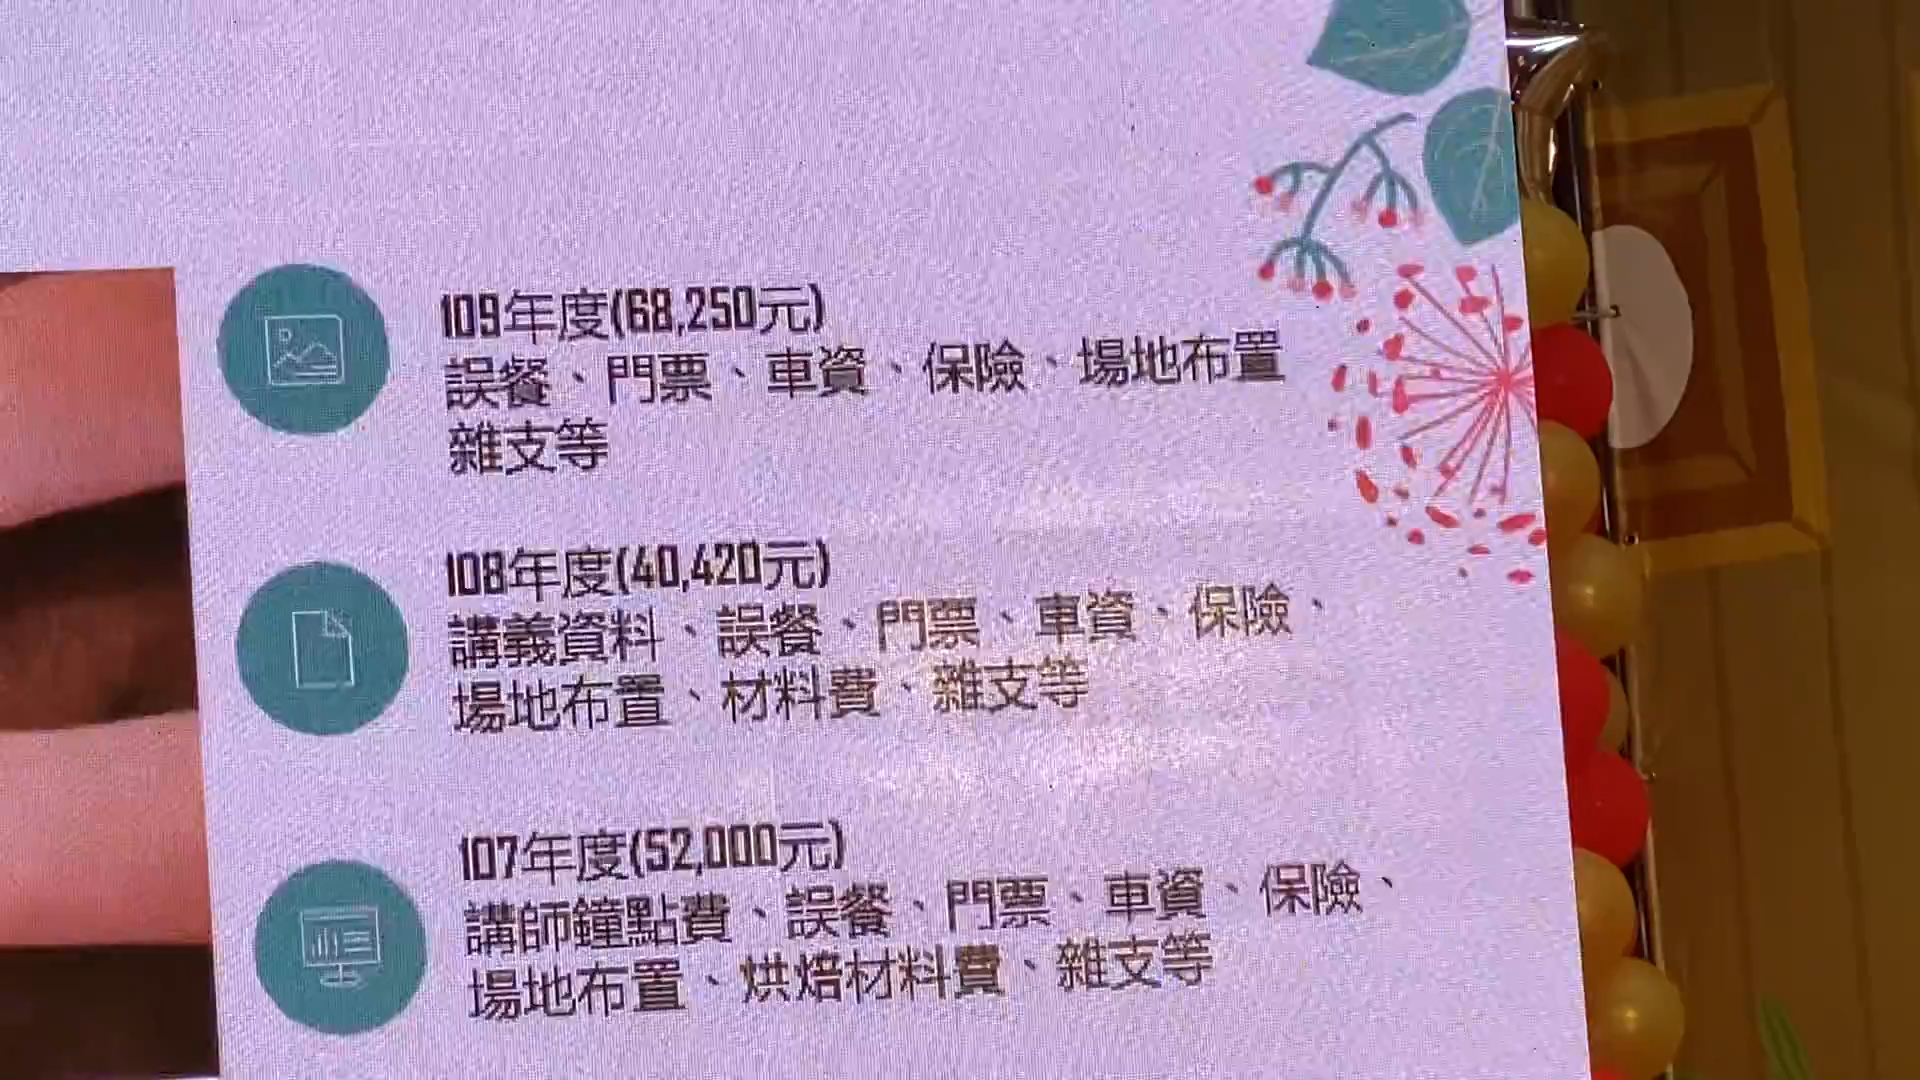 109年度(68,250元)
誤餐、門票、車資、保險、場地布置
雜支等
108年度(40,420元)
講義資料、誤餐、門票、車資、保險、
場地布置、材料費、雜支等
107年度(52,000元)
講師鐘點費、誤餐、門票、車資、保險、
場地布置、烘焙材料費、雜支等